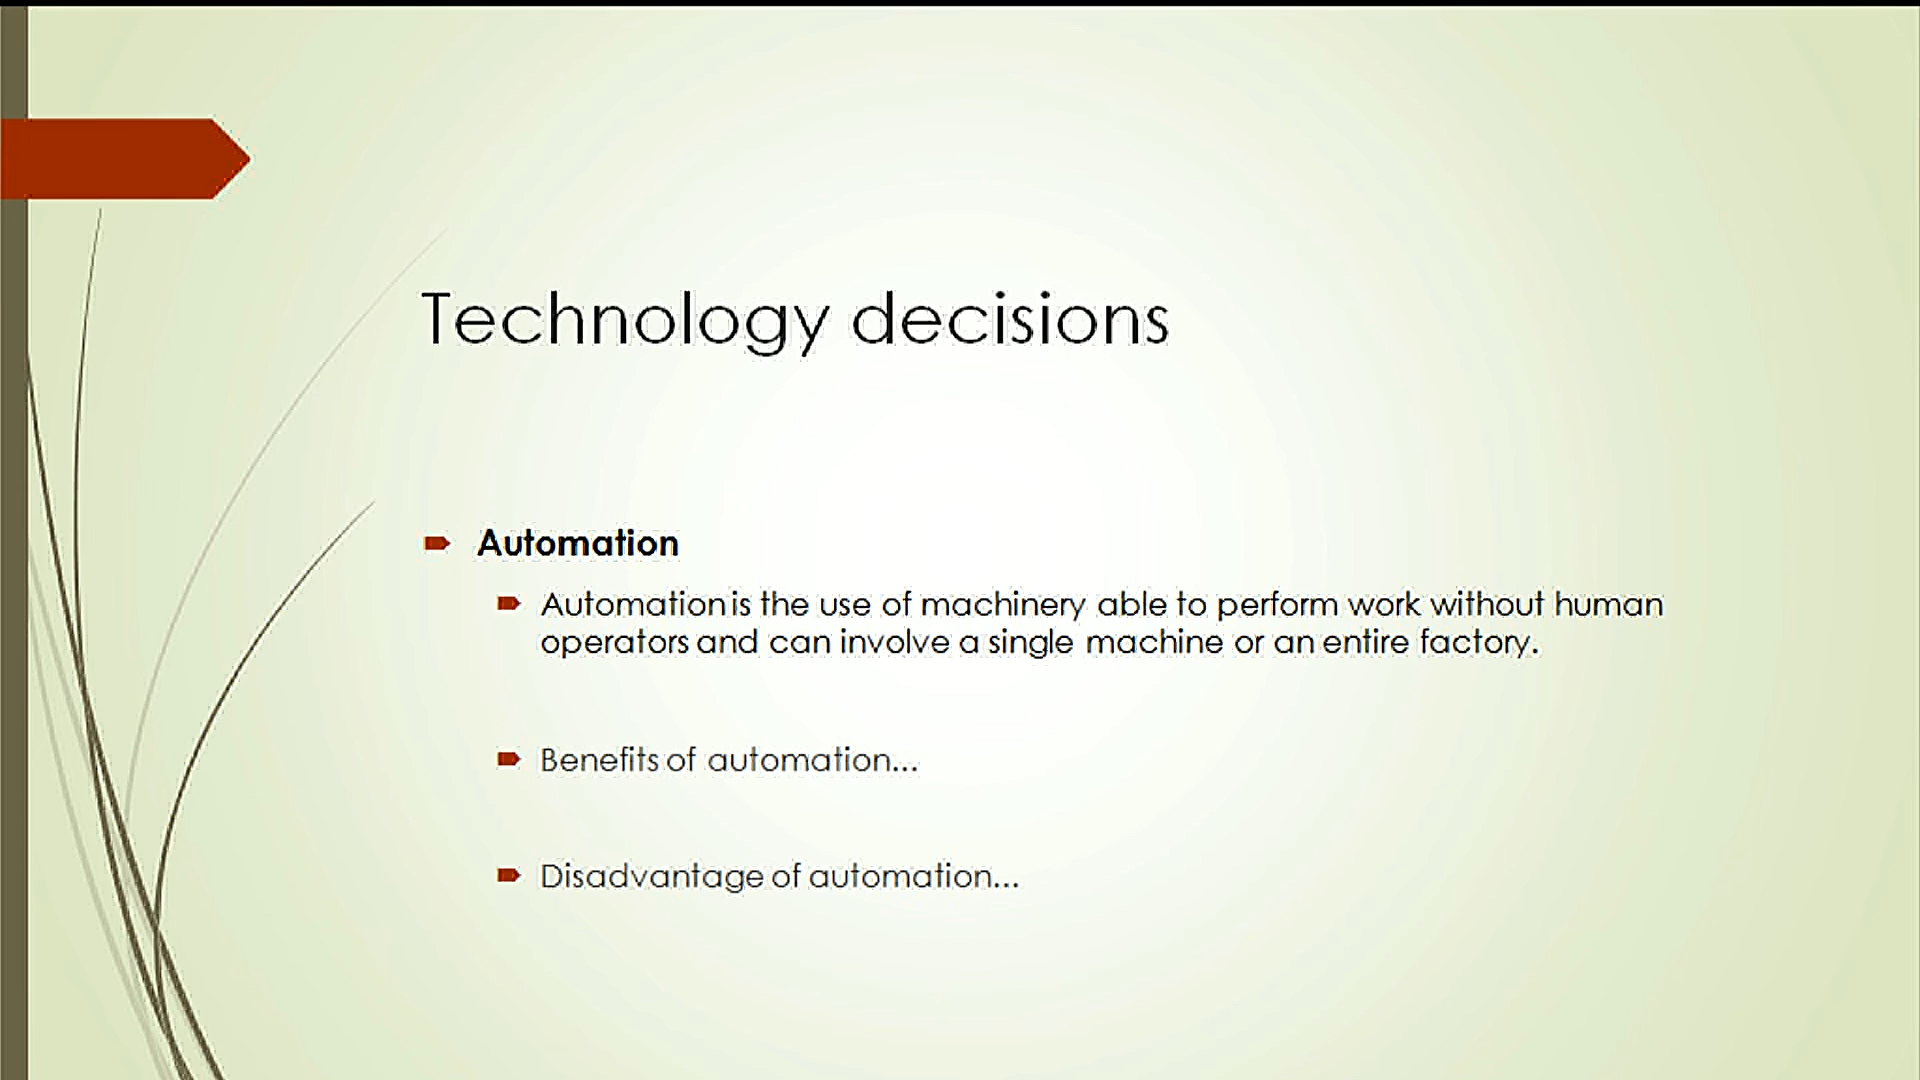 Technology decisions
Automation
Automation is the use of machinery able to perform work without human
operators and can involve a single machine or an entire factory.
Benefits of automation...
Disadvantage of automation...